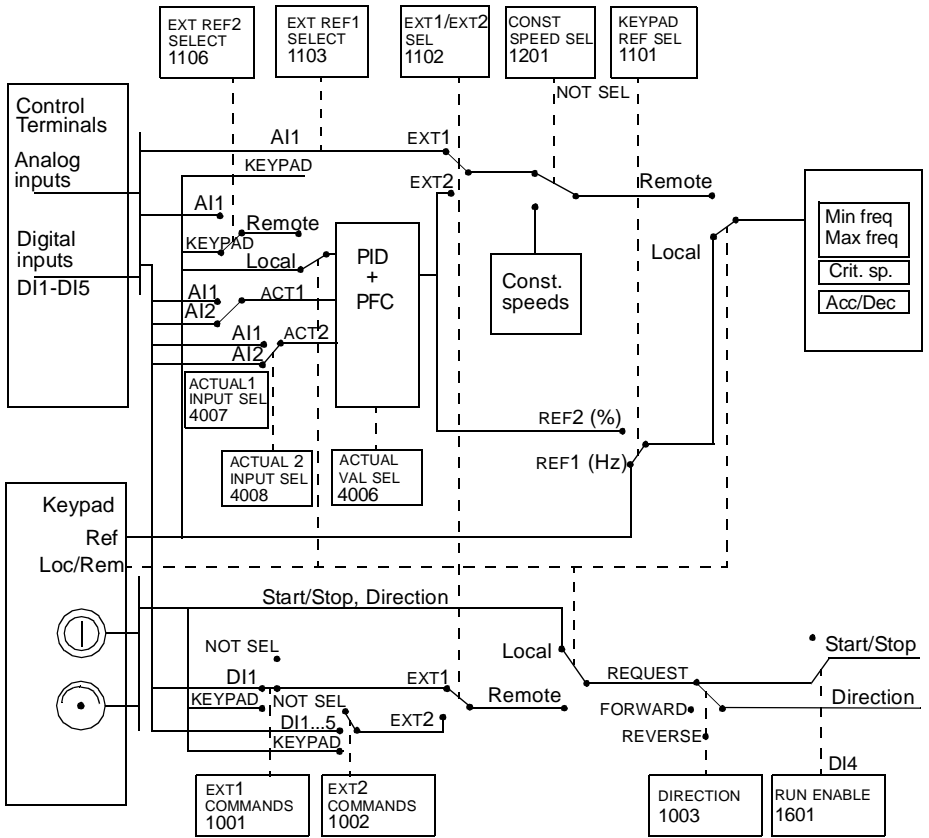 EXT REF2
SELECT
1106
EXT REF1
SELECT
1103
EXT1/EXT2
SEL
1102
CONST
SPEED SEL
1201
KEYPAD
REF SEL
1101
NOT SEL
Control
Terminals
Analog
inputs
Digital
inputs
DI1-DI5
AI1
KEYPAD
EXT1
EXT2
Remote
Local
AI1
Remote
KEYPAD
Local
AI1
ACT1
AI2
AI1
ACT2
AI2
PID
+
PFC
Const.
speeds
Min freq
Max freq
Crit. sp.
Acc/Dec
ACTUAL1
INPUT SEL
4007
ACTUAL 2
INPUT SEL
4008
ACTUAL
VAL SEL
4006
REF2 (%)
REF1 (Hz)
Keypad
Ref
Loc/Rem
Start/Stop, Direction
NOT SEL
DI1
KEYPAD
NOT SEL
DI1...5
KEYPAD
EXT1
EXT2
Remote
Local
REQUEST
FORWARD
REVERSE
Start/Stop
Direction
DI4
EXT1
COMMANDS
1001
EXT2
COMMANDS
1002
DIRECTION
1003
RUN ENABLE
1601